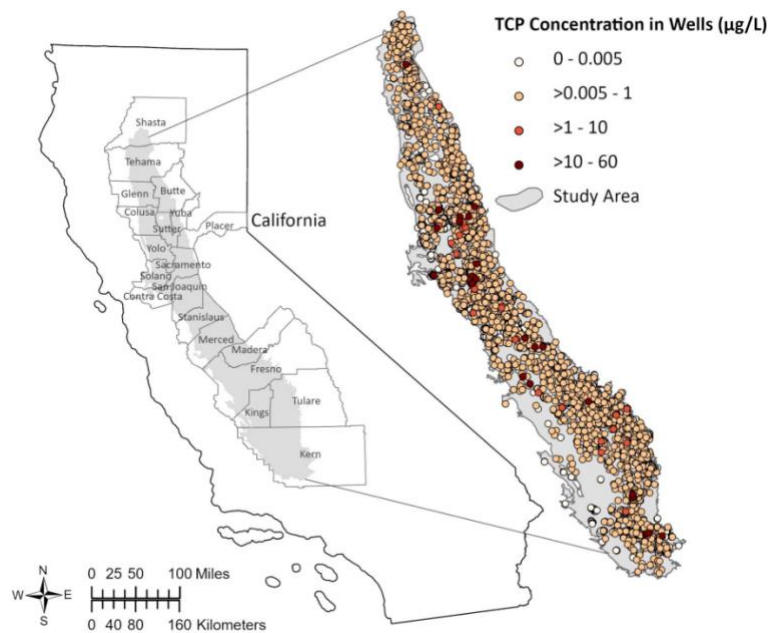 TCP Concentration in Wells (µg/L)
0 - 0.005
>0.005 - 1
>1 - 10
>10 - 60
Study Area
California
Shasta
Tehama
Glenn
Butte
Colusa
Yuba
Sutter
Placer
Yolo
Sacramento
Solano
San Joaquin
Contra Costa
Stanislaus
Merced
Madera
Fresno
Kings
Tulare
Kern
N
W E
S
0 25 50 100 Miles
0 40 80 160 Kilometers